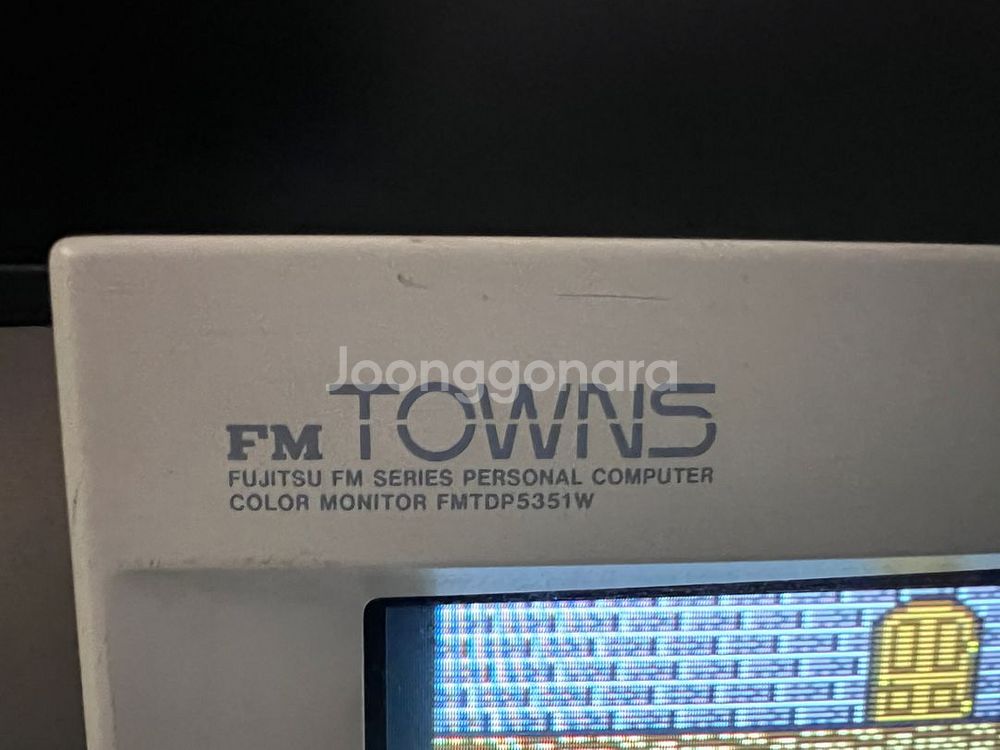 Joonggonara
FM TOWNS
FUJITSU FM SERIES PERSONAL COMPUTER
COLOR MONITOR FMTDP5351W